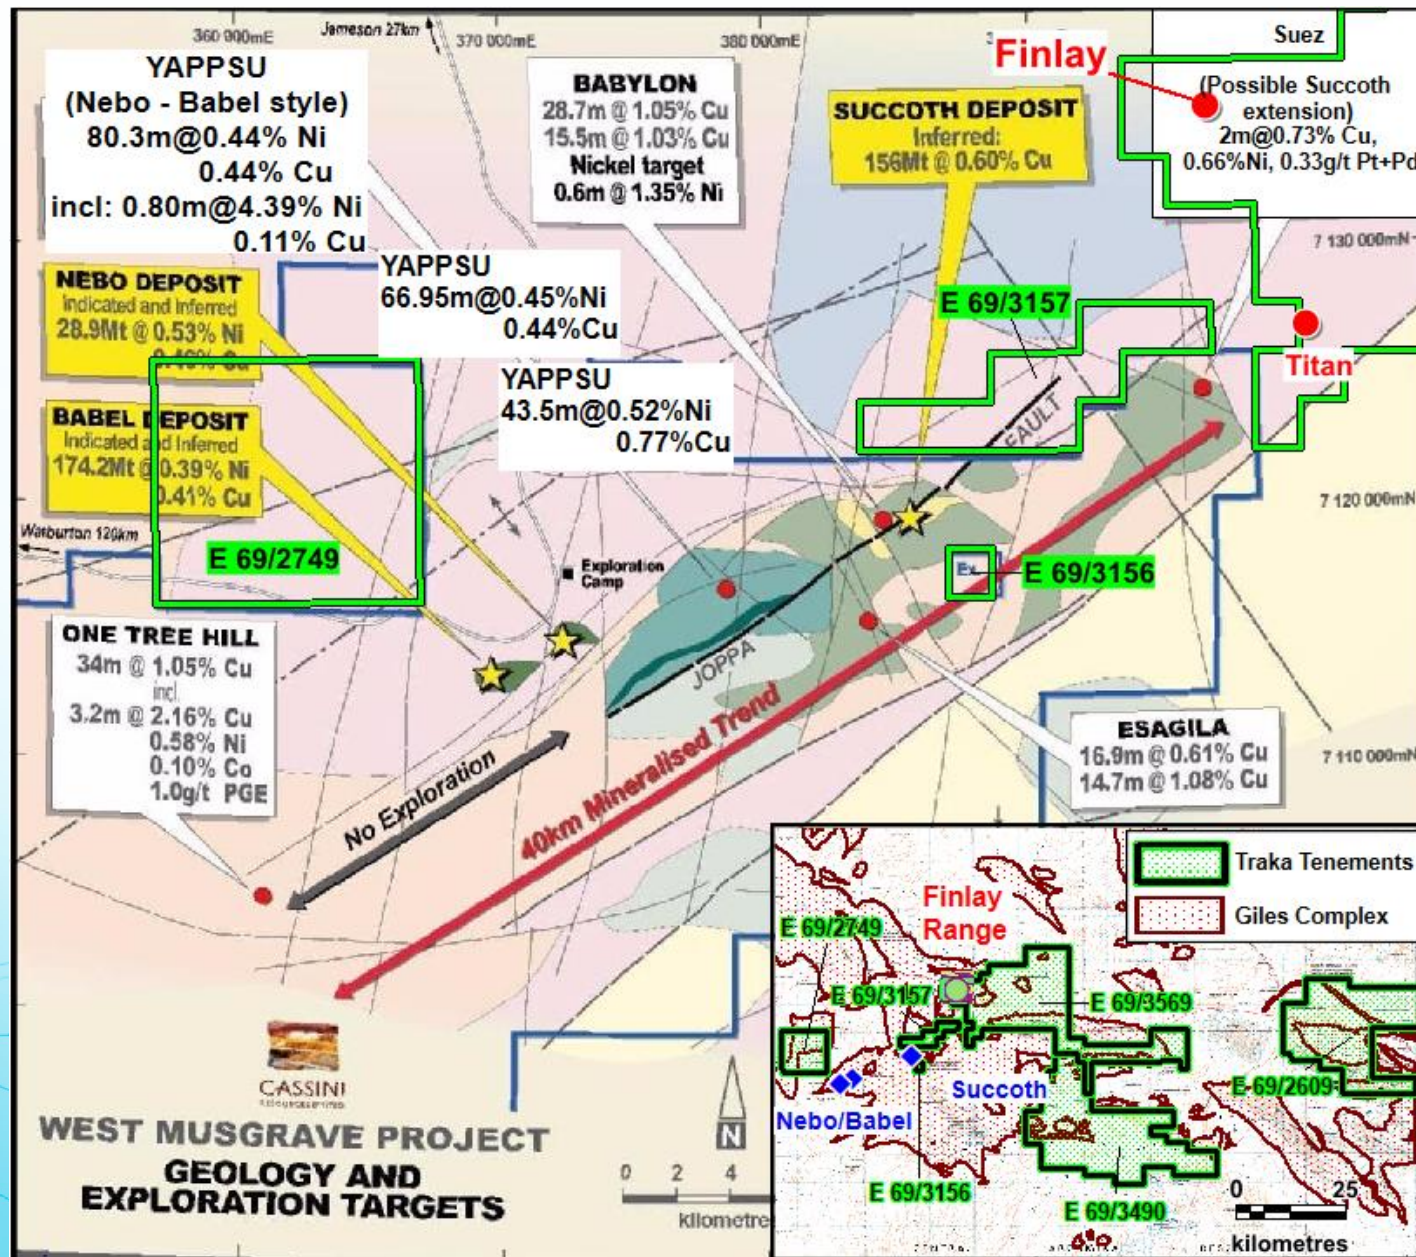 360 000mE
Jameson 27km
370 000mE
380 000mE
YAPPSU
(Nebo - Babel style)
80.3m@0.44% Ni
0.44% Cu
incl: 0.80m@4.39% Ni
0.11% Cu
BABYLON
28.7m @ 1.05% Cu
15.5m @ 1.03% Cu
Nickel target
0.6m @ 1.35% Ni
SUCCOTH DEPOSIT
Inferred:
156Mt @ 0.60% Cu
Finlay
Suez
(Possible Succoth
extension)
2m@0.73% Cu,
0.66%Ni, 0.33g/t Pt+Pd
7 130 000mN
NEBO DEPOSIT
Indicated and Inferred
28.9Mt @ 0.53% Ni
YAPPSU
66.95m@0.45%Ni
0.44%Cu
E 69/3157
Titan
YAPPSU
43.5m@0.52%Ni
0.77%Cu
BABEL DEPOSIT
Indicated and Inferred
174.2Mt @ 0.39% Ni
0.41% Cu
FAULT
7 120 000mN
Warburton 120km
E 69/2749
Exploration
Camp
Ex
E 69/3156
ONE TREE HILL
34m @ 1.05% Cu
incl.
3.2m @ 2.16% Cu
0.58% Ni
0.10% Co
1.0g/t PGE
JOPPA
ESAGILA
16.9m @ 0.61% Cu
14.7m @ 1.08% Cu
7 110 000mN
No Exploration
40km Mineralised Trend
Traka Tenements
Giles Complex
Finlay
Range
E 69/2749
E 69/3157
E 69/3569
E 69/2609
Succoth
Nebo/Babel
E 69/3156
E 69/3490
0 25
kilometres
CASSINI
WEST MUSGRAVE PROJECT
GEOLOGY AND
EXPLORATION TARGETS
N
0 2 4
kilometre